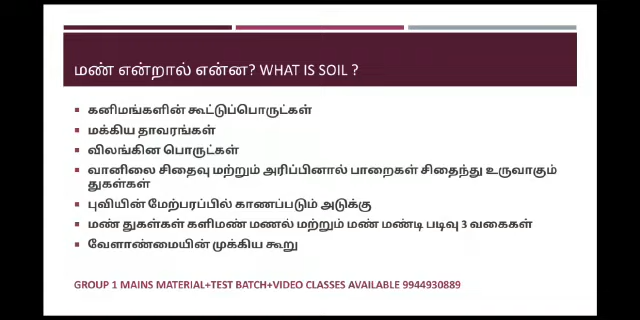 மண் என்றால் என்ன? WHAT IS SOIL ?
கனிமங்களின் கூட்டுப்பொருட்கள்
மக்கிய தாவரங்கள்
விலங்கின பொருட்கள்
வானிலை சிதைவு மற்றும் அரிப்பினால் பாறைகள் சிதைந்து உருவாகும்
துகள்கள்
புவியின் மேற்பரப்பில் காணப்படும் அடுக்கு
மண் துகள்கள் களிமண் மணல் மற்றும் மண் மண்டி படிவு 3 வகைகள்
வேளாண்மையின் முக்கிய கூறு
GROUP 1 MAINS MATERIAL+TEST BATCH+VIDEO CLASSES AVAILABLE 9944930889